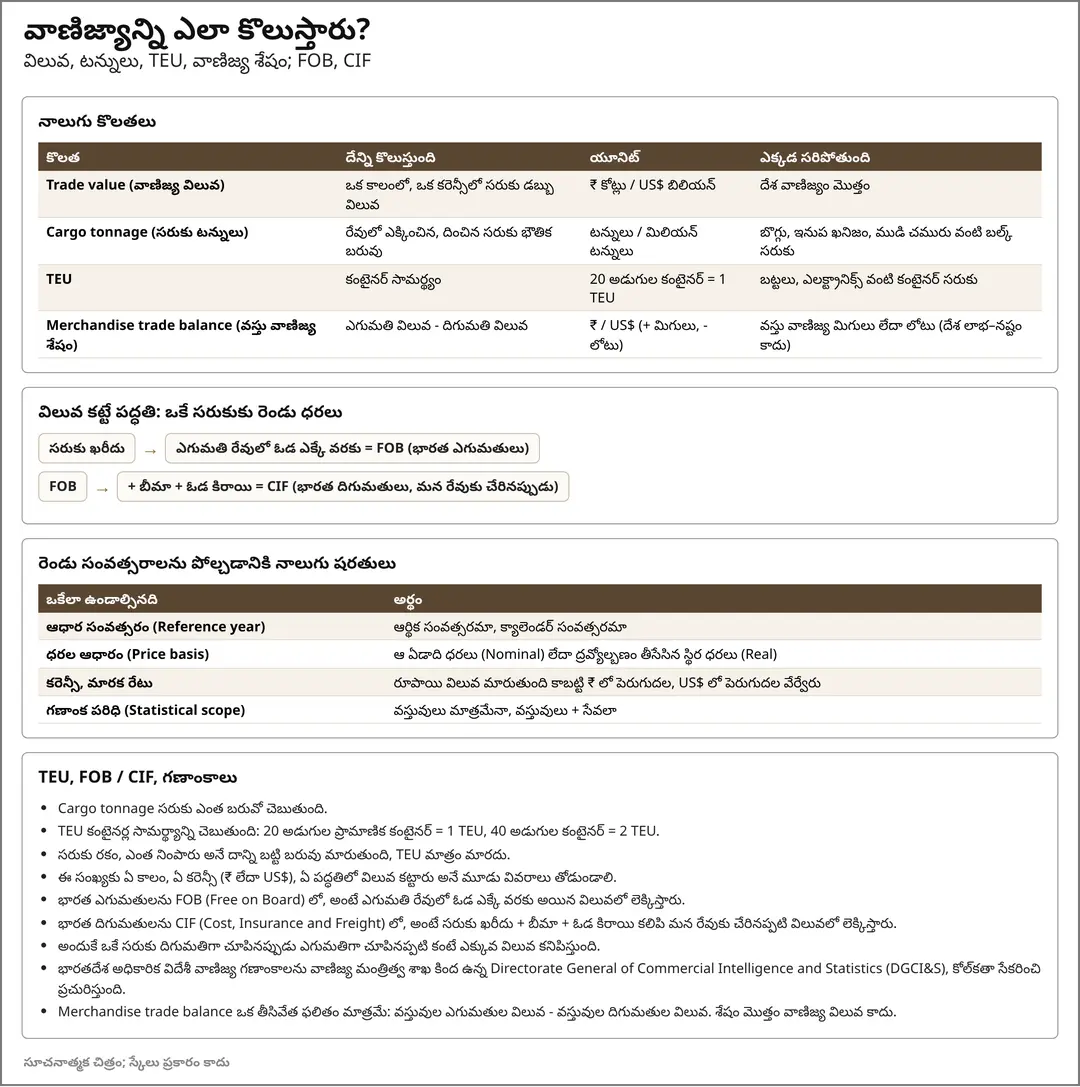 వాణిజ్యాన్ని ఎలా కొలుస్తారు?
విలువ, టన్నులు, TEU, వాణిజ్య శేషం; FOB, CIF
నాలుగు కొలతలు
కొలత దేన్ని కొలుస్తుంది యూనిట్ ఎక్కడ సరిపోతుంది
Trade value (వాణిజ్య విలువ) ఒక కాలంలో, ఒక కరెన్సీలో సరుకు డబ్బు ₹ కోట్లు / US$ బిలియన్ దేశ వాణిజ్యం మొత్తం
విలువ
Cargo tonnage (సరుకు టన్నులు) రేవులో ఎక్కించిన, దించిన సరుకు భౌతిక టన్నులు / మిలియన్ బొగ్గు, ఇనుప ఖనిజం, ముడి చమురు వంటి బల్క్
బరువు టన్నులు సరుకు
TEU కంటైనర్ సామర్థ్యం 20 అడుగుల కంటైనర్ = 1 బట్టలు, ఎలక్ట్రానిక్స్ వంటి కంటైనర్ సరుకు
TEU
Merchandise trade balance (వస్తు వాణిజ్య ఎగుమతి విలువ - దిగుమతి విలువ ₹ / US$ (+ మిగులు, - వస్తు వాణిజ్య మిగులు లేదా లోటు (దేశ లాభ–నష్టం
శేషం) లోటు) కాదు)
విలువ కట్టే పద్ధతి: ఒకే సరుకుకు రెండు ధరలు
సరుకు ఖరీదు → ఎగుమతి రేవులో ఓడ ఎక్కే వరకు = FOB (భారత ఎగుమతులు)
FOB → + బీమా + ఓడ కిరాయి = CIF (భారత దిగుమతులు, మన రేవుకు చేరినప్పుడు)
రెండు సంవత్సరాలను పోల్చడానికి నాలుగు షరతులు
ఒకేలా ఉండాల్సినది అర్థం
ఆధార సంవత్సరం (Reference year) ఆర్థిక సంవత్సరమా, క్యాలెండర్ సంవత్సరమా
ధరల ఆధారం (Price basis) ఆ ఏడాది ధరలు (Nominal) లేదా ద్రవ్యోల్బణం తీసేసిన స్థిర ధరలు (Real)
కరెన్సీ, మారక రేటు రూపాయి విలువ మారుతుంది కాబట్టి ₹ లో పెరుగుదల, US$ లో పెరుగుదల వేర్వేరు
గణాంక పరిధి (Statistical scope) వస్తువులు మాత్రమేనా, వస్తువులు + సేవలా
TEU, FOB / CIF, గణాంకాలు
• Cargo tonnage సరుకు ఎంత బరువో చెబుతుంది.
• TEU కంటైనర్ల సామర్థ్యాన్ని చెబుతుంది: 20 అడుగుల ప్రామాణిక కంటైనర్ = 1 TEU, 40 అడుగుల కంటైనర్ = 2 TEU.
• సరుకు రకం, ఎంత నింపారు అనే దాన్ని బట్టి బరువు మారుతుంది, TEU మాత్రం మారదు.
• ఈ సంఖ్యకు ఏ కాలం, ఏ కరెన్సీ (₹ లేదా US$), ఏ పద్ధతిలో విలువ కట్టారు అనే మూడు వివరాలు తోడుండాలి.
• భారత ఎగుమతులను FOB (Free on Board) లో, అంటే ఎగుమతి రేవులో ఓడ ఎక్కే వరకు అయిన విలువలో లెక్కిస్తారు.
• భారత దిగుమతులను CIF (Cost, Insurance and Freight) లో, అంటే సరుకు ఖరీదు + బీమా + ఓడ కిరాయి కలిపి మన రేవుకు చేరినప్పటి విలువలో లెక్కిస్తారు.
• అందుకే ఒకే సరుకు దిగుమతిగా చూపినప్పుడు ఎగుమతిగా చూపినప్పటి కంటే ఎక్కువ విలువ కనిపిస్తుంది.
• భారతదేశ అధికారిక విదేశీ వాణిజ్య గణాంకాలను వాణిజ్య మంత్రిత్వ శాఖ కింద ఉన్న Directorate General of Commercial Intelligence and Statistics (DGCI&S), కోల్‌కతా సేకరించి
ప్రచురిస్తుంది.
• Merchandise trade balance ఒక తీసివేత ఫలితం మాత్రమే: వస్తువుల ఎగుమతుల విలువ - వస్తువుల దిగుమతుల విలువ. శేషం మొత్తం వాణిజ్య విలువ కాదు.
సూచనాత్మక చిత్రం; స్కేలు ప్రకారం కాదు